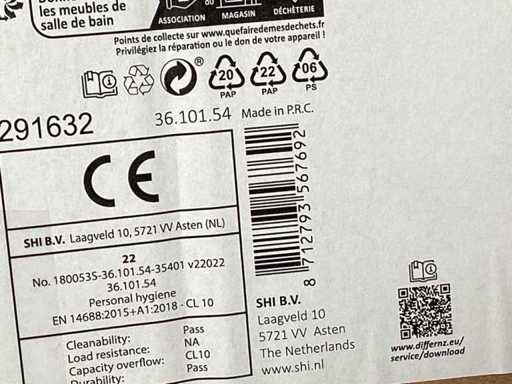 les meubles de
salle de bain
OU
ASSOCIATION MAGASIN DÉCHÈTERIE
Points de collecte sur www.quefairedemesdechets.fr
Privilégiez la réparation ou le don de votre appareil !
®
20 PAP
22 PAP
06 PS
291632
36.101.54 Made in P.R.C.
CE
SHI B.V. Laagveld 10, 5721 VV Asten (NL)
22
No. 180053S-36.101.54-35401 v22022
36.101.54
Personal hygiene
EN 14688:2015+A1:2018 - CL 10
Cleanability: Pass
Load resistance: NA
Capacity overflow: CL10
Durability: Pass
8 712793 567692
SHI B.V.
Laagveld 10
5721 VV Asten
The Netherlands
www.shi.nl
www.differnz.eu/
service/download